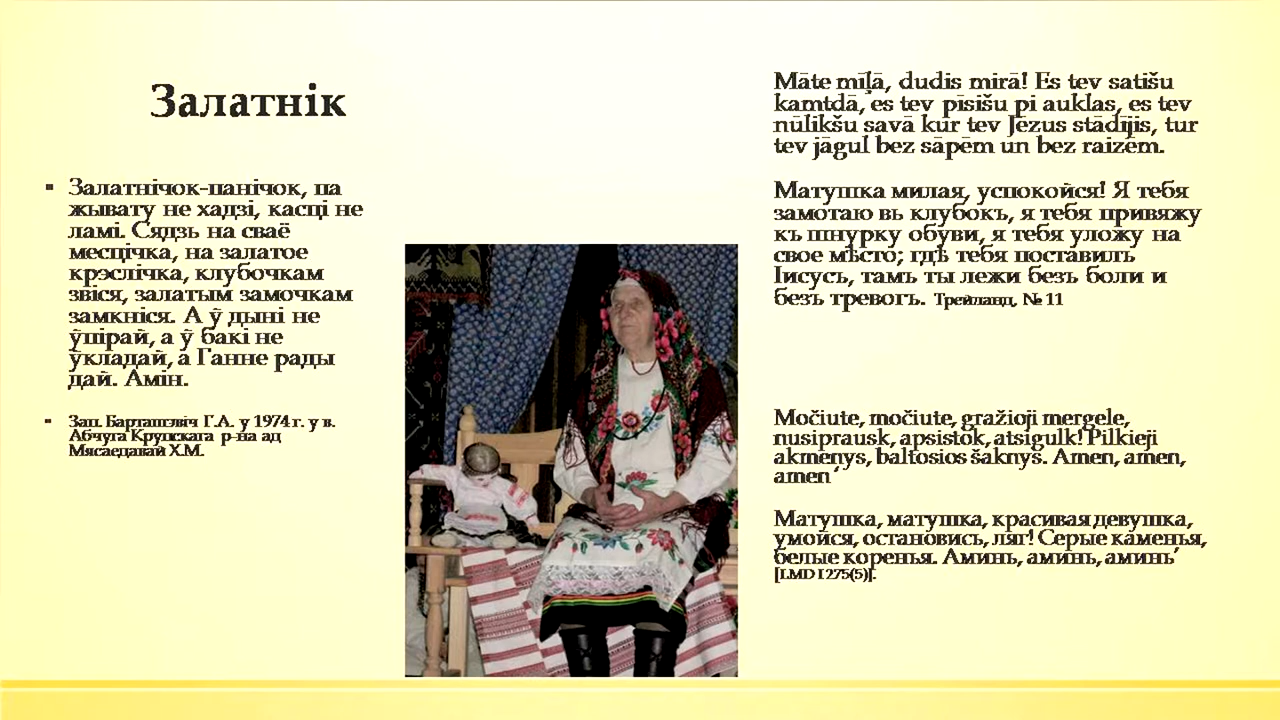 Залатнік
▪ Залатнічок-панічок, па
жывату не хадзі, касці не
ламі. Сядзь на сваё
месцічка, на залатое
крэслічка, клубочкам
звіся, залатым замочкам
замкніся. А ў дыні не
ўпірай, а ў бакі не
ўкладай, а Ганне рады
дай. Амін.
▪ Зап. Барташэвіч Г.А. у 1974 г. у в.
Абчуга Крупскага р-на ад
Мясаедавай Х.М.
Māte mīļā, dudis mirā! Es tev satišu
kamtdā, es tev pīsišu pi auklas, es tev
nūlikšu savā kur tev Jēzus stādījis, tur
tev jāgul bez sāpēm un bez raizēm.
Матушка милая, успокойся! Я тебя
замотаю вь клубокъ, я тебя привяжу
къ шнурку обуви, я тебя уложу на
свое мѣсто; гдѣ тебя поставилъ
Іисусъ, тамъ ты лежи безъ боли и
безъ тревогъ. Трейланд, № 11
Močiute, močiute, gražioji mergele,
nusiprausk, apsistok, atsigulk! Pilkieji
akmenys, baltosios šaknys. Amen, amen,
amen‘
Матушка, матушка, красивая девушка,
умойся, остановись, ляг! Серые каменья,
белые коренья. Аминь, аминь, аминь’
[LMD I 275(5)].